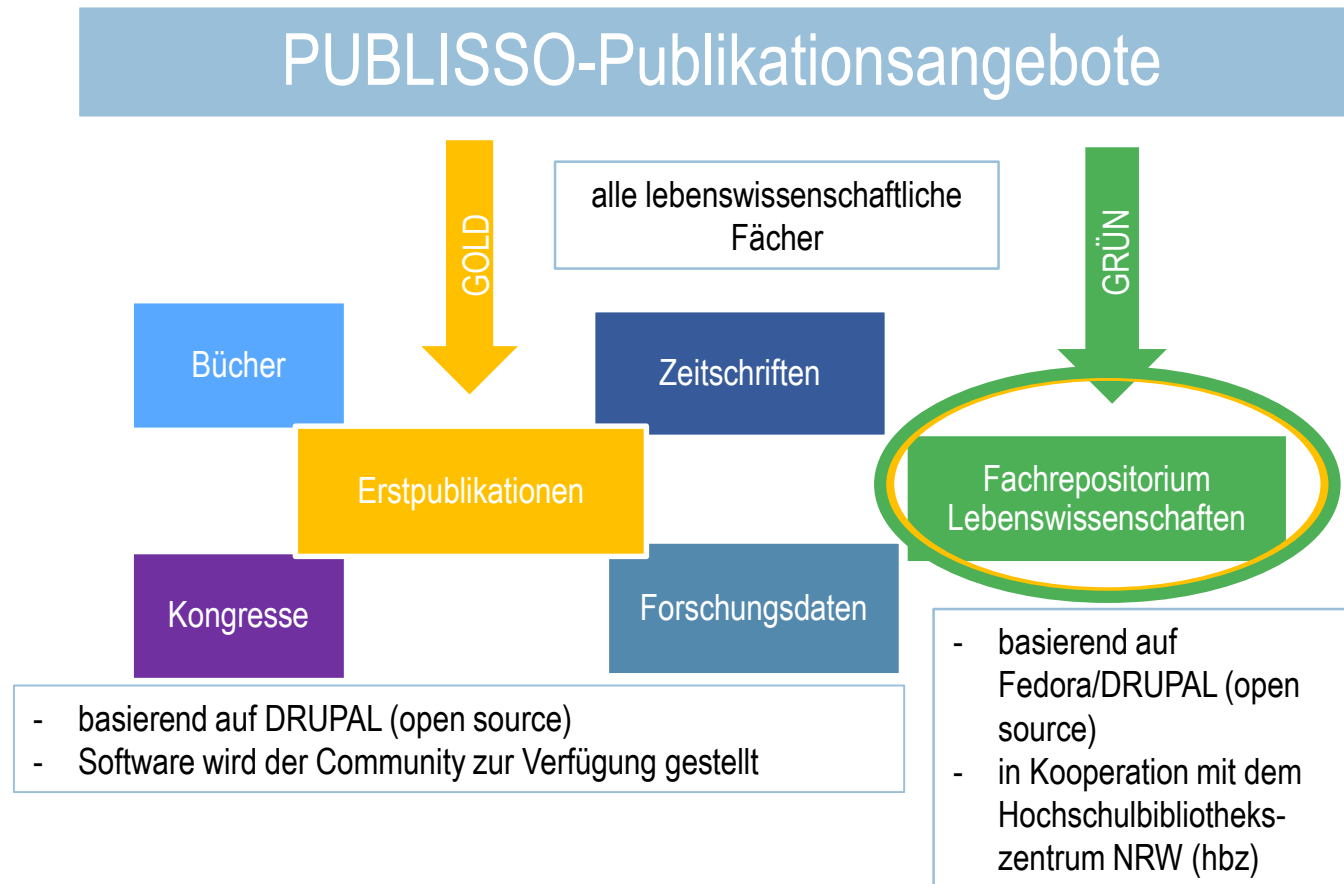 PUBLISSO-Publikationsangebote
GOLD
alle lebenswissenschaftliche
Fächer
GRÜN
Bücher
Zeitschriften
Erstpublikationen
Fachrepositorium
Lebenswissenschaften
Kongresse
Forschungsdaten
- basierend auf DRUPAL (open source)
- Software wird der Community zur Verfügung gestellt
- basierend auf
Fedora/DRUPAL (open
source)
- in Kooperation mit dem
Hochschulbibliotheks-
zentrum NRW (hbz)